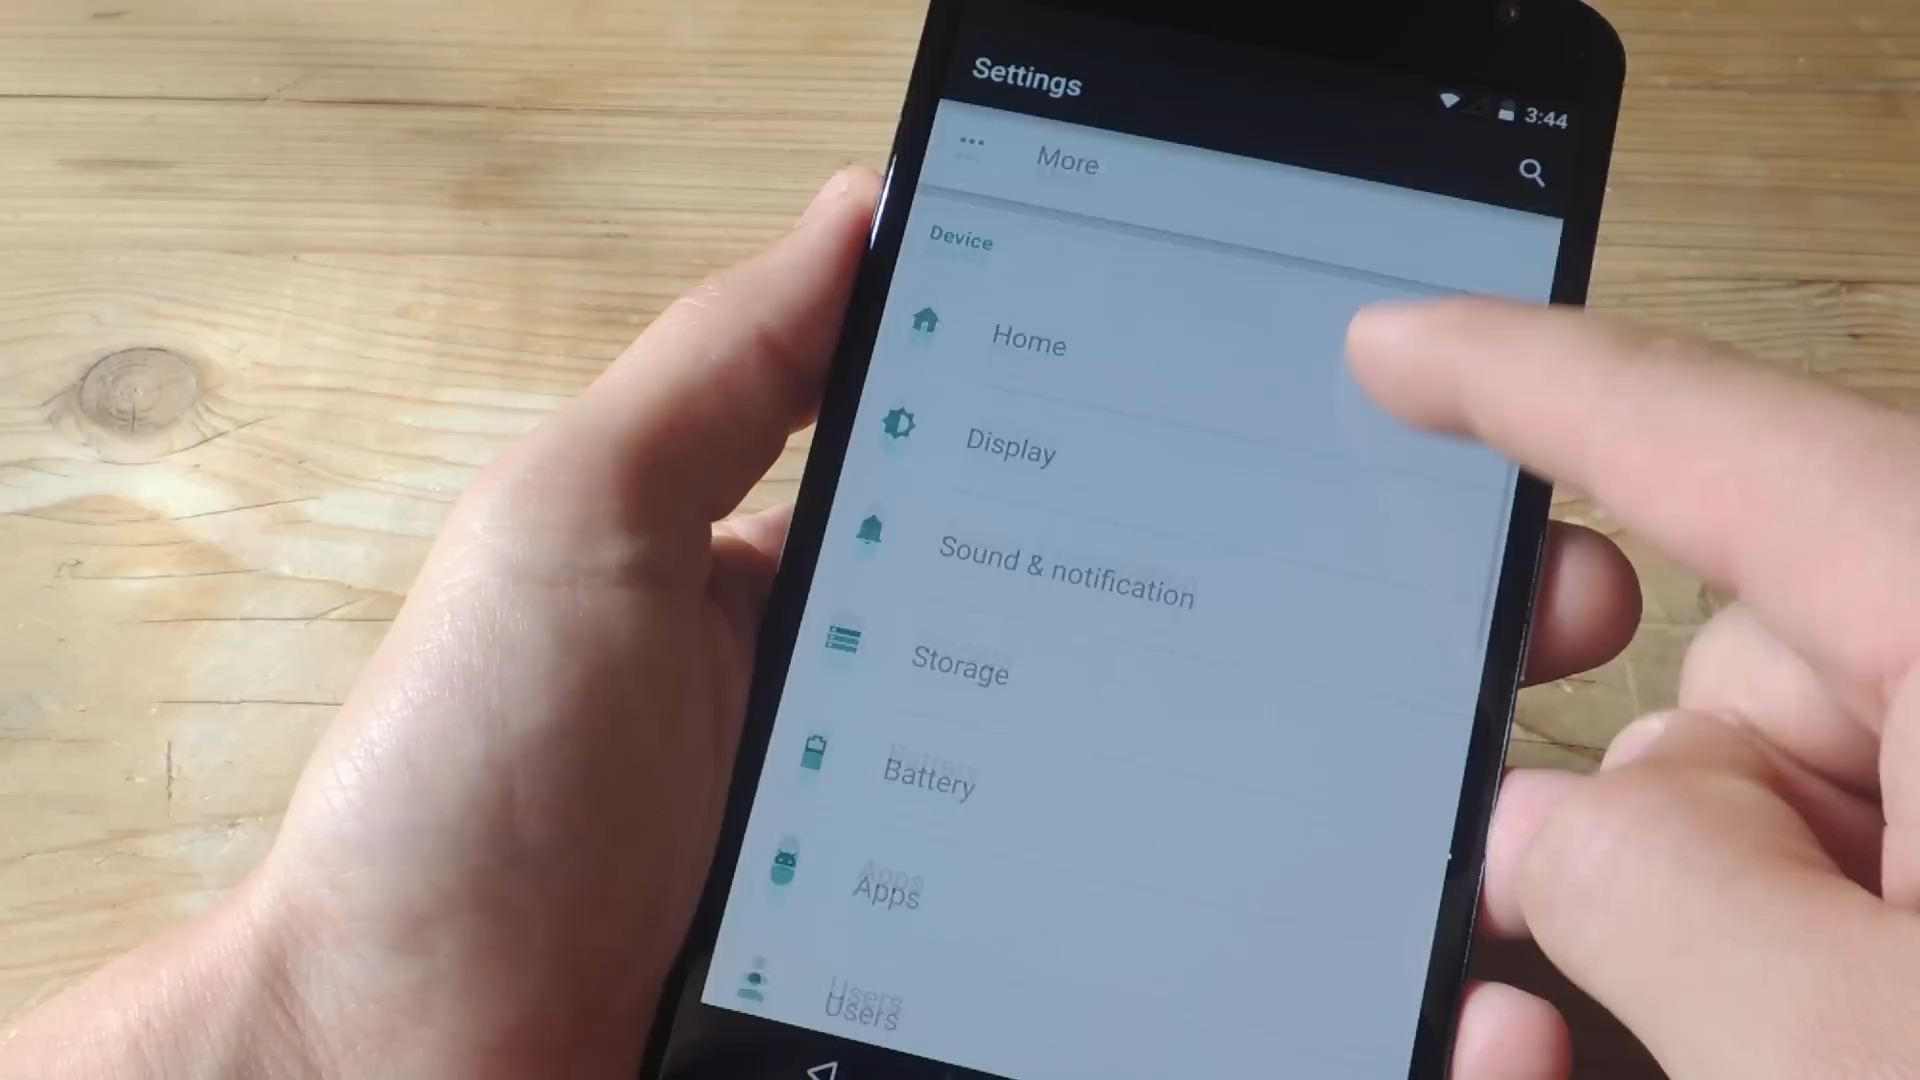 Settings
3:44
More
Device
Home
Display
Sound & notification
Storage
Battery
Apps
Users